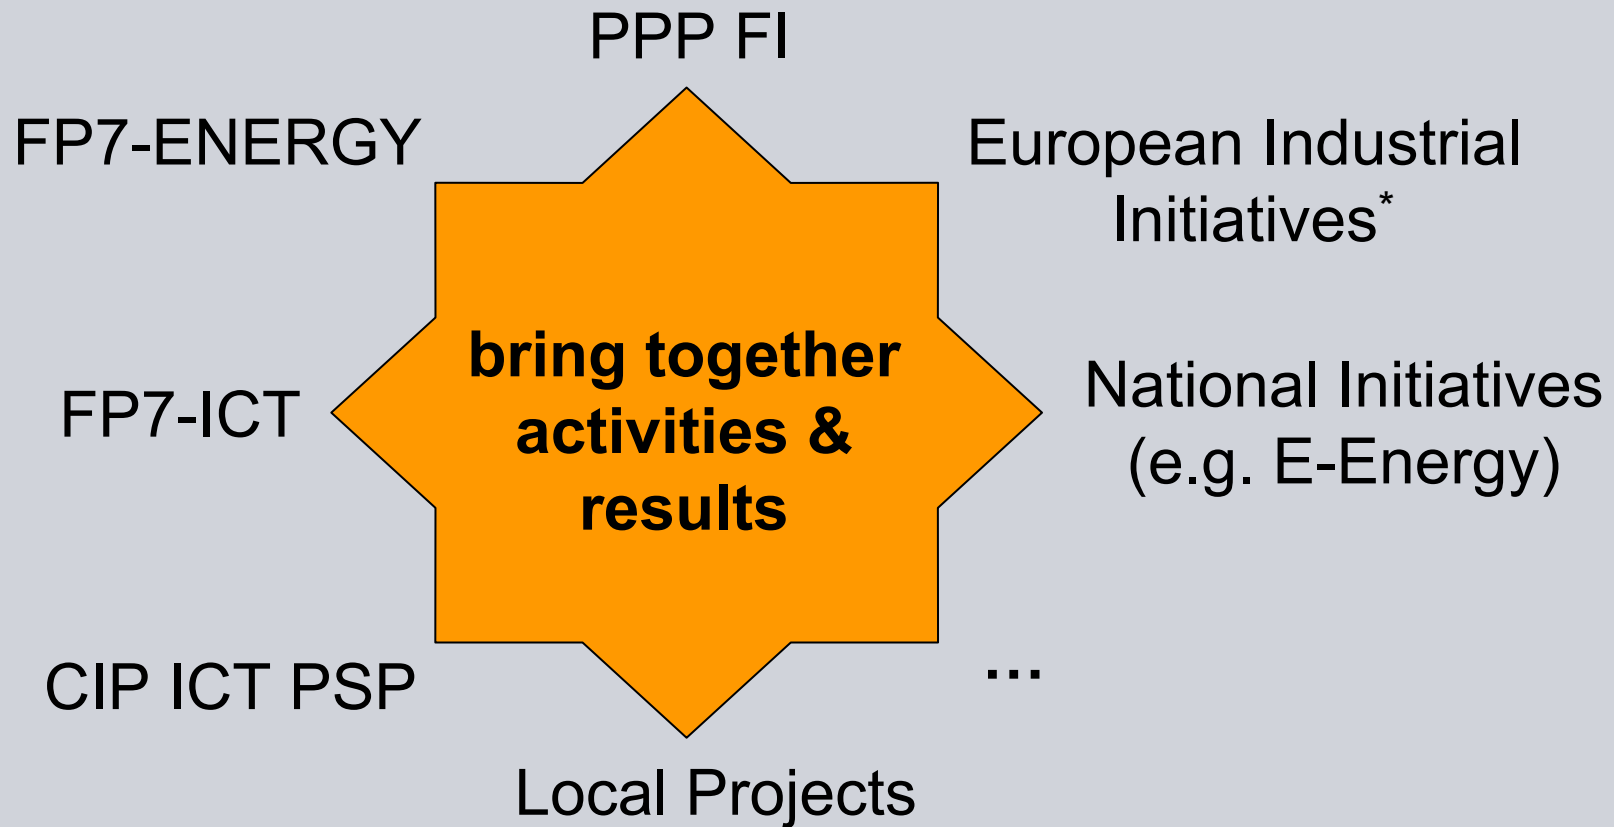 PPP FI
FP7-ENERGY
European Industrial
Initiatives*
bring together
activities &
results
FP7-ICT
National Initiatives
(e.g. E-Energy)
CIP ICT PSP
...
Local Projects